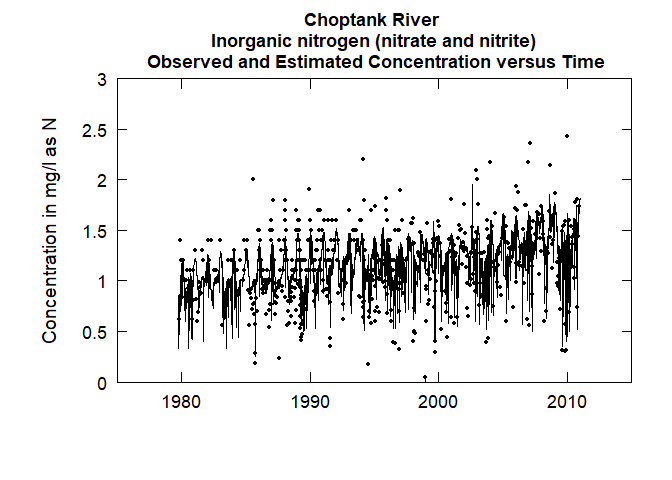 Choptank River
Inorganic nitrogen (nitrate and nitrite)
Observed and Estimated Concentration versus Time
Concentration in mg/l as N
3
2.5
2
1.5
1
0.5
0
1980 1990 2000 2010